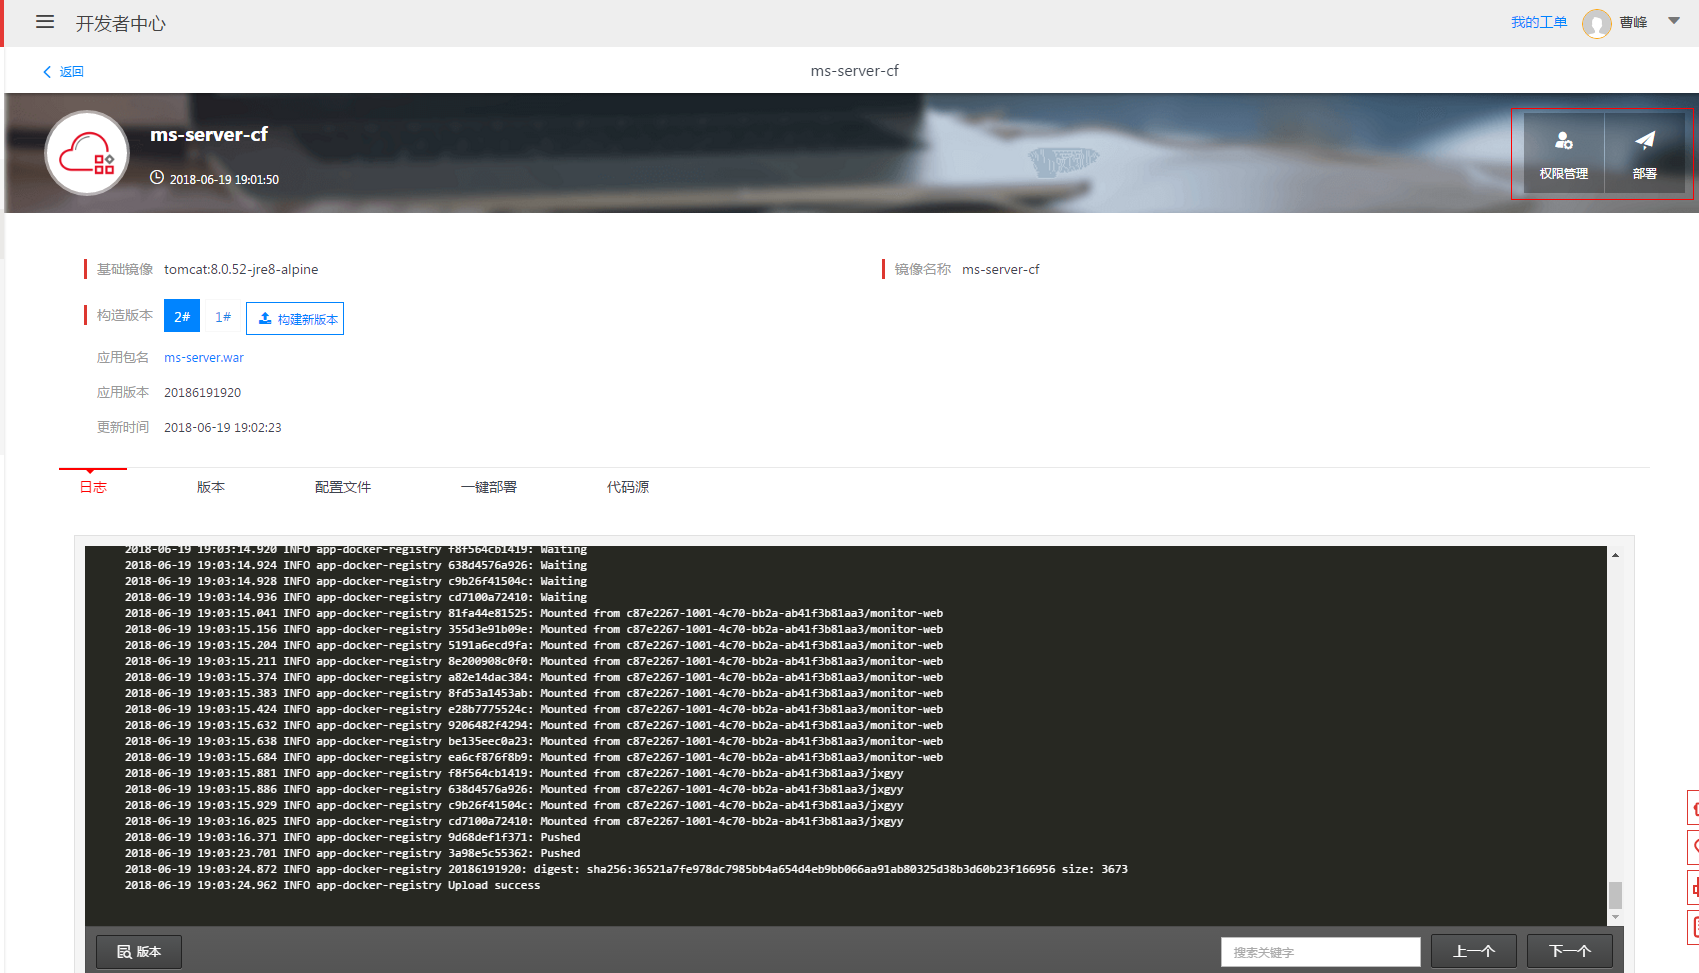 开发者中心
我的工单 曹峰
返回
ms-server-cf
ms-server-cf
2018-06-19 19:01:50
权限管理 部署
基础镜像 tomcat:8.0.52-jre8-alpine
镜像名称 ms-server-cf
构造版本 2# 1# 构建新版本
应用包名 ms-server.war
应用版本 20186191920
更新时间 2018-06-19 19:02:23
日志 版本 配置文件 一键部署 代码源
2018-06-19 19:03:14.920 INFO app-docker-registry f8f564cb1419: Waiting
2018-06-19 19:03:14.924 INFO app-docker-registry 638d4576a926: Waiting
2018-06-19 19:03:14.928 INFO app-docker-registry c9b26f41504c: Waiting
2018-06-19 19:03:14.936 INFO app-docker-registry cd7100a72410: Waiting
2018-06-19 19:03:15.041 INFO app-docker-registry 81fa44e81525: Mounted from c87e2267-1001-4c70-bb2a-ab41f3b81aa3/monitor-web
2018-06-19 19:03:15.156 INFO app-docker-registry 355d3e91b09e: Mounted from c87e2267-1001-4c70-bb2a-ab41f3b81aa3/monitor-web
2018-06-19 19:03:15.204 INFO app-docker-registry 5191a6ecd9fa: Mounted from c87e2267-1001-4c70-bb2a-ab41f3b81aa3/monitor-web
2018-06-19 19:03:15.211 INFO app-docker-registry 8e200908c0f0: Mounted from c87e2267-1001-4c70-bb2a-ab41f3b81aa3/monitor-web
2018-06-19 19:03:15.374 INFO app-docker-registry a82e14dac384: Mounted from c87e2267-1001-4c70-bb2a-ab41f3b81aa3/monitor-web
2018-06-19 19:03:15.383 INFO app-docker-registry 8fd53a1453ab: Mounted from c87e2267-1001-4c70-bb2a-ab41f3b81aa3/monitor-web
2018-06-19 19:03:15.424 INFO app-docker-registry e28b7775524c: Mounted from c87e2267-1001-4c70-bb2a-ab41f3b81aa3/monitor-web
2018-06-19 19:03:15.632 INFO app-docker-registry 9206482f4294: Mounted from c87e2267-1001-4c70-bb2a-ab41f3b81aa3/monitor-web
2018-06-19 19:03:15.638 INFO app-docker-registry be135eec0a23: Mounted from c87e2267-1001-4c70-bb2a-ab41f3b81aa3/monitor-web
2018-06-19 19:03:15.684 INFO app-docker-registry ea6cf876f8b9: Mounted from c87e2267-1001-4c70-bb2a-ab41f3b81aa3/monitor-web
2018-06-19 19:03:15.881 INFO app-docker-registry f8f564cb1419: Mounted from c87e2267-1001-4c70-bb2a-ab41f3b81aa3/jxgyy
2018-06-19 19:03:15.886 INFO app-docker-registry 638d4576a926: Mounted from c87e2267-1001-4c70-bb2a-ab41f3b81aa3/jxgyy
2018-06-19 19:03:15.929 INFO app-docker-registry c9b26f41504c: Mounted from c87e2267-1001-4c70-bb2a-ab41f3b81aa3/jxgyy
2018-06-19 19:03:16.025 INFO app-docker-registry cd7100a72410: Mounted from c87e2267-1001-4c70-bb2a-ab41f3b81aa3/jxgyy
2018-06-19 19:03:16.371 INFO app-docker-registry 9d68def1f371: Pushed
2018-06-19 19:03:23.701 INFO app-docker-registry 3a98e5c55362: Pushed
2018-06-19 19:03:24.872 INFO app-docker-registry 20186191920: digest: sha256:36521a7fe978dc7985bb4a654d4eb9bb066aa91ab80325d38b3d60b23f166956 size: 3673
2018-06-19 19:03:24.962 INFO app-docker-registry Upload success
版本 搜索关键字 上一个 下一个